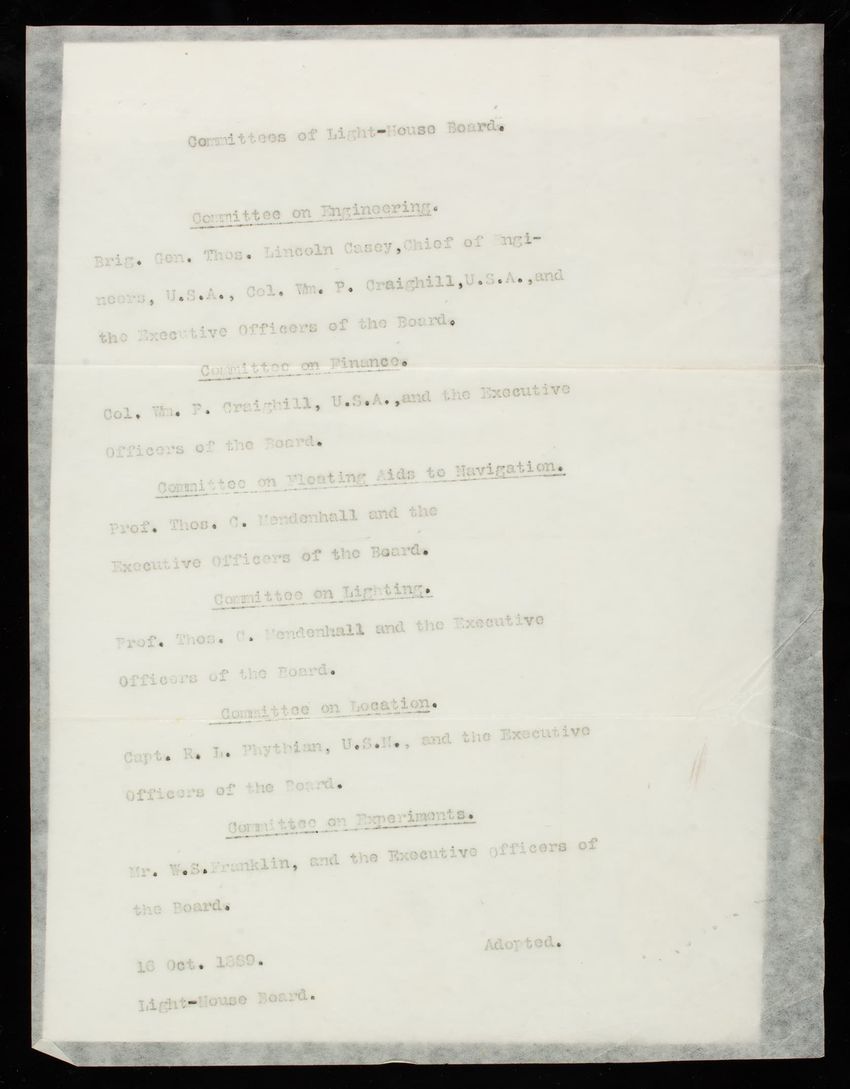 Committees of Light-House Board.
Committee on Engineering.
Brig. Gen. Thos. Lincoln Casey,Chief of Engi-
neers, U.S.A., Col. Wm. P. Craighill,U.S.A.,and
the Executive Officers of the Board.
Committee on Finance.
Col. Wm. P. Craighill, U.S.A.,and the Executive
Officers of the Board.
Committee on Floating Aids to Navigation.
Prof. Thos. C. Mendenhall and the
Executive Officers of the Board.
Committee on Lighting.
Prof. Thos. C. Mendenhall and the Executive
Officers of the Board.
Committee on Location.
Capt. R. L. Phythian, U.S.N., and the Executive
Officers of the Board.
Committee on Experiments.
Mr. W.S.Franklin, and the Executive Officers of
the Board.
Adopted.
16 Oct. 1889.
Light-House Board.